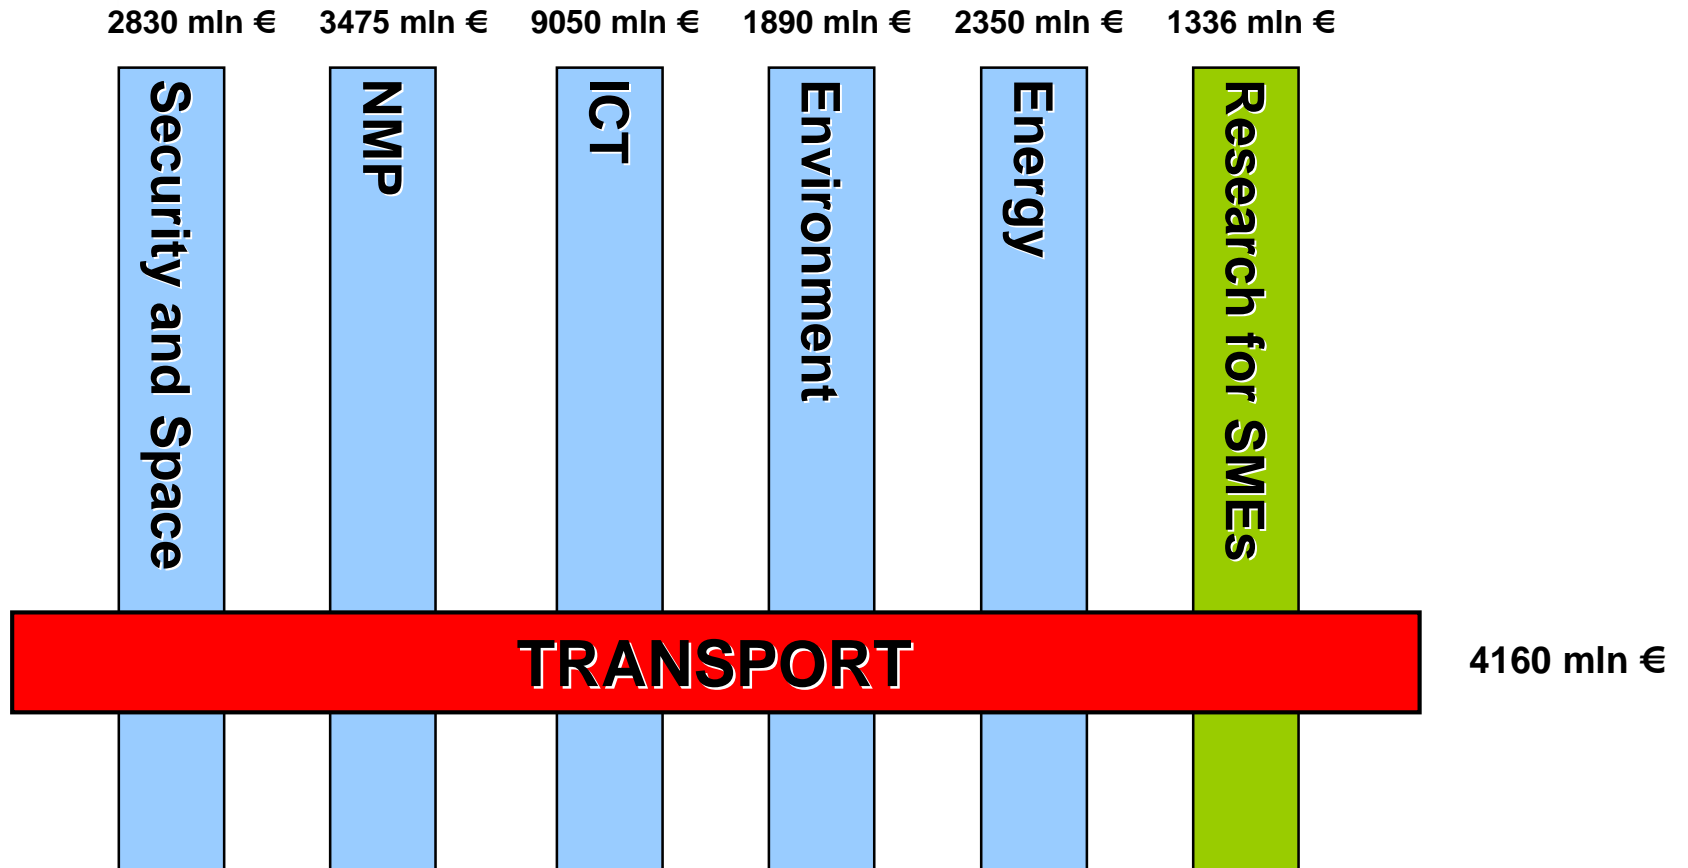 2830 mln €
3475 mln €
9050 mln €
1890 mln €
2350 mln €
1336 mln €
Security and Space
NMP
ICT
Environment
Energy
Research for SMEs
TRANSPORT
4160 mln €